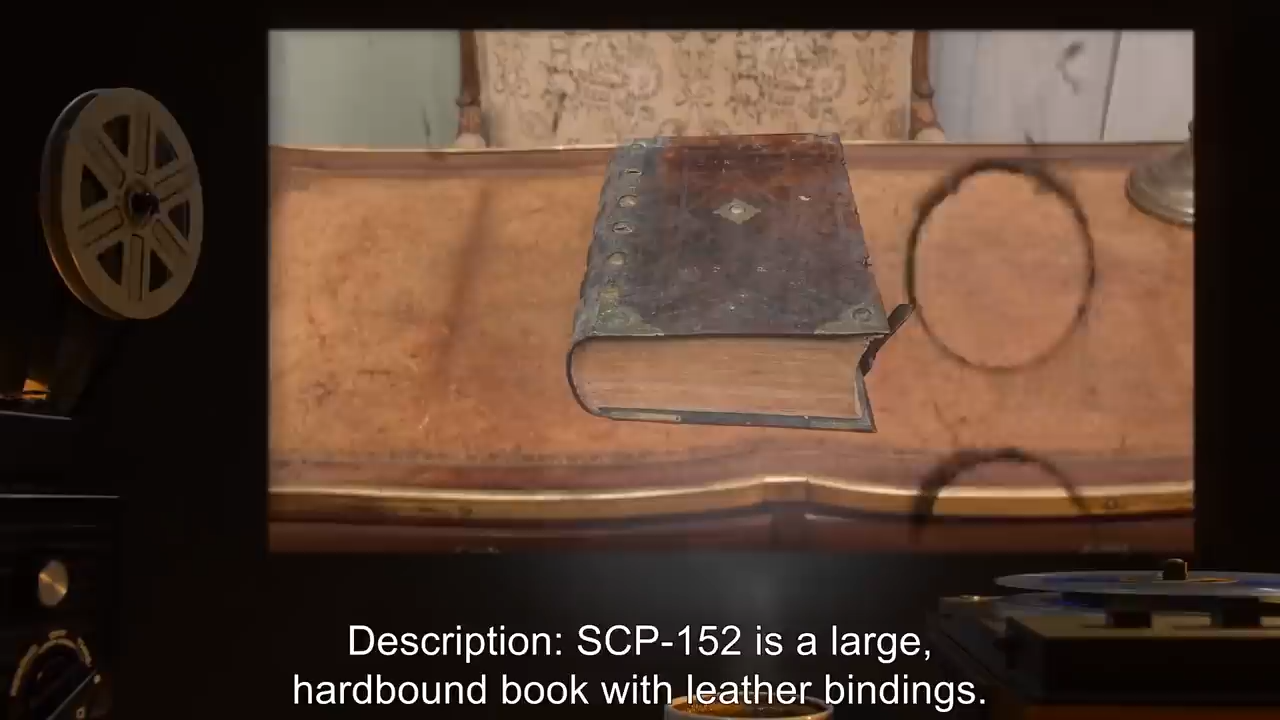 Description: SCP-152 is a large,
hardbound book with leather bindings.